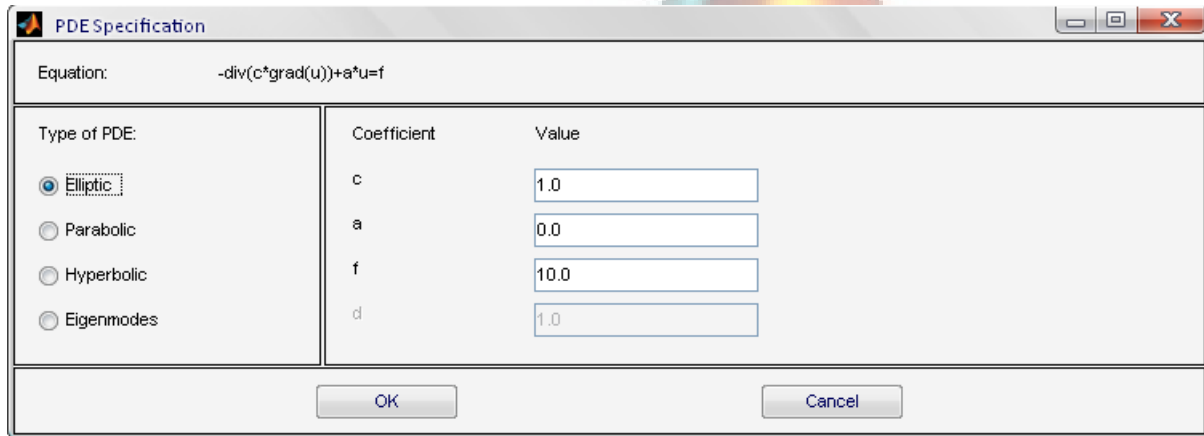 PDE Specification
Equation: -div(c*grad(u))+a*u=f
Type of PDE: Coefficient Value
Elliptic c 1.0
Parabolic a 0.0
Hyperbolic f 10.0
Eigenmodes d 1.0
OK Cancel